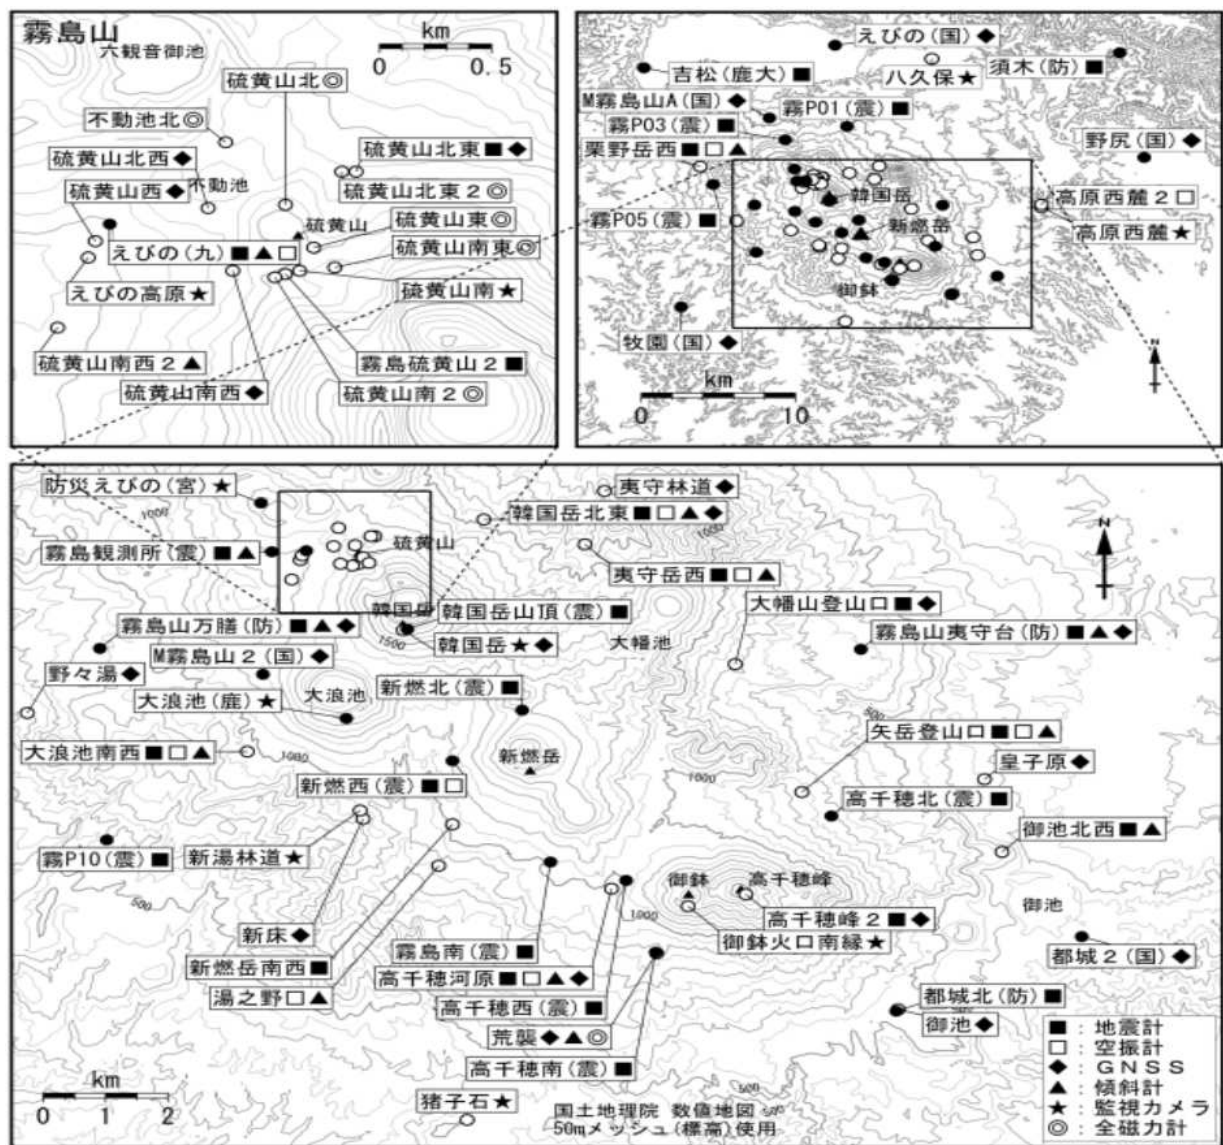 霧島山
六観音御池
0 0.5
km
硫黄山北◎
不動池北◎
硫黄山北西◆
不動池
硫黄山西◆
硫黄山北東■◆
硫黄山北東2◎
硫黄山
硫黄山東◎
えびの(九)■▲□
硫黄山南東◎
えびの高原★
硫黄山南★
硫黄山南西2▲
霧島硫黄山2■
硫黄山南西◆
硫黄山南2◎
えびの(国)◆
吉松(鹿大)■
八久保★
須木(防)■
M霧島山A(国)◆
霧P01(震)■
霧P03(震)■
野尻(国)◆
栗野岳西■□▲
韓国岳
高原西麓2□
霧P05(震)■
新燃岳
高原西麓★
御鉢
牧園(国)◆
km
0 10
N
防災えびの(宮)★
1000
夷守林道◆
韓国岳北東■□▲◆
1000
硫黄山
霧島観測所(震)■▲
夷守岳西■□▲
N
韓国岳
韓国岳山頂(震)■
大幡山登山口■◆
霧島山万膳(防)■▲◆
1500
韓国岳★◆
大幡池
霧島山夷守台(防)■▲◆
M霧島山2(国)◆
野々湯◆
大浪池
新燃北(震)■
大浪池(鹿)★
500
矢岳登山口■□▲
大浪池南西■□▲
1000
新燃岳
皇子原◆
新燃西(震)■□
1000
高千穂北(震)■
御池北西■▲
霧P10(震)■
新湯林道★
500
御鉢
高千穂峰
1000
高千穂峰2■◆
御池
新床◆
霧島南(震)■
御鉢火口南縁★
新燃岳南西■
高千穂河原■□▲◆
都城2(国)◆
湯之野□▲
高千穂西(震)■
都城北(防)■
荒襲◆▲◎
御池◆
高千穂南(震)■
km
0 1 2
猪子石★
500
500
国土地理院 数値地図
50mメッシュ(標高)使用
■:地震計
□:空振計
◆:GNSS
▲:傾斜計
★:監視カメラ
◎:全磁力計